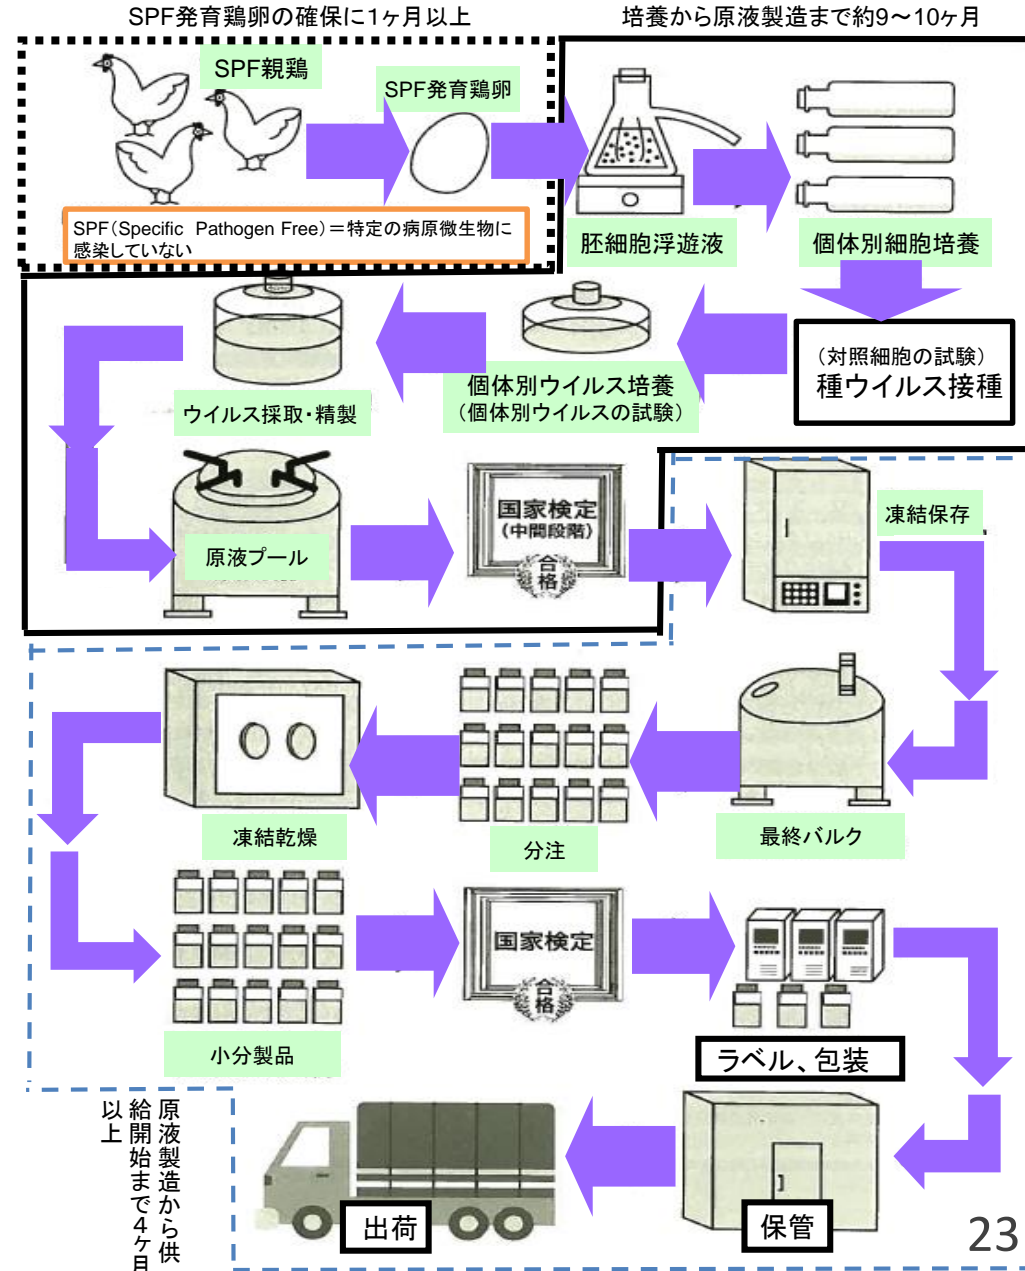 SPF発育鶏卵の確保に1ヶ月以上
培養から原液製造まで約9～10ヶ月
SPF親鶏
SPF発育鶏卵
SPF(Specific Pathogen Free)＝特定の病原微生物に
感染していない
胚細胞浮遊液
個体別細胞培養
(対照細胞の試験)
種ウイルス接種
個体別ウイルス培養
(個体別ウイルスの試験)
ウイルス採取・精製
原液プール
国家検定
(中間段階)
合格
凍結保存
最終バルク
分注
凍結乾燥
小分製品
国家検定
合格
ラベル、包装
保管
出荷
原液製造から供
給開始まで4ヶ月
以上
23